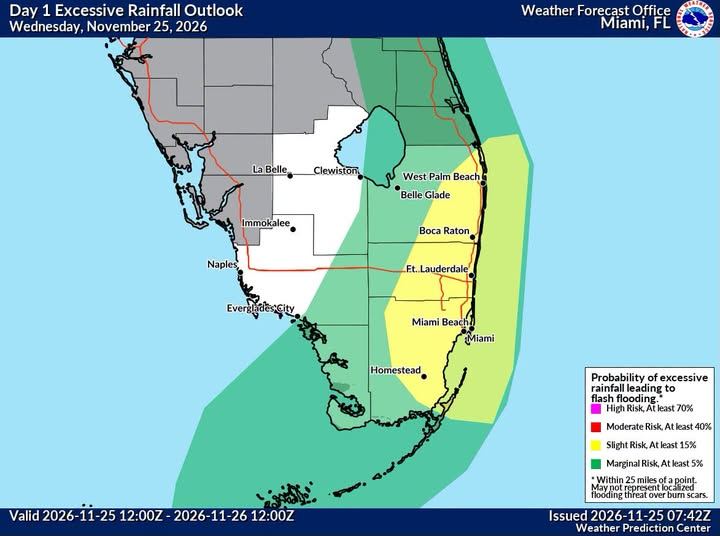 Day 1 Excessive Rainfall Outlook
Wednesday, November 25, 2026
Weather Forecast Office
Miami, FL
La Belle
Clewiston
West Palm Beach
Belle Glade
Immokalee
Boca Raton
Naples
Ft. Lauderdale
Everglades City
Miami Beach
Miami
Homestead
Probability of excessive
rainfall leading to
flash flooding.*
High Risk, At least 70%
Moderate Risk, At least 40%
Slight Risk, At least 15%
Marginal Risk, At least 5%
* Within 25 miles of a point.
May not represent localized
flooding threat over burn scars.
Valid 2026-11-25 12:00Z - 2026-11-26 12:00Z
Issued 2026-11-25 07:42Z
Weather Prediction Center